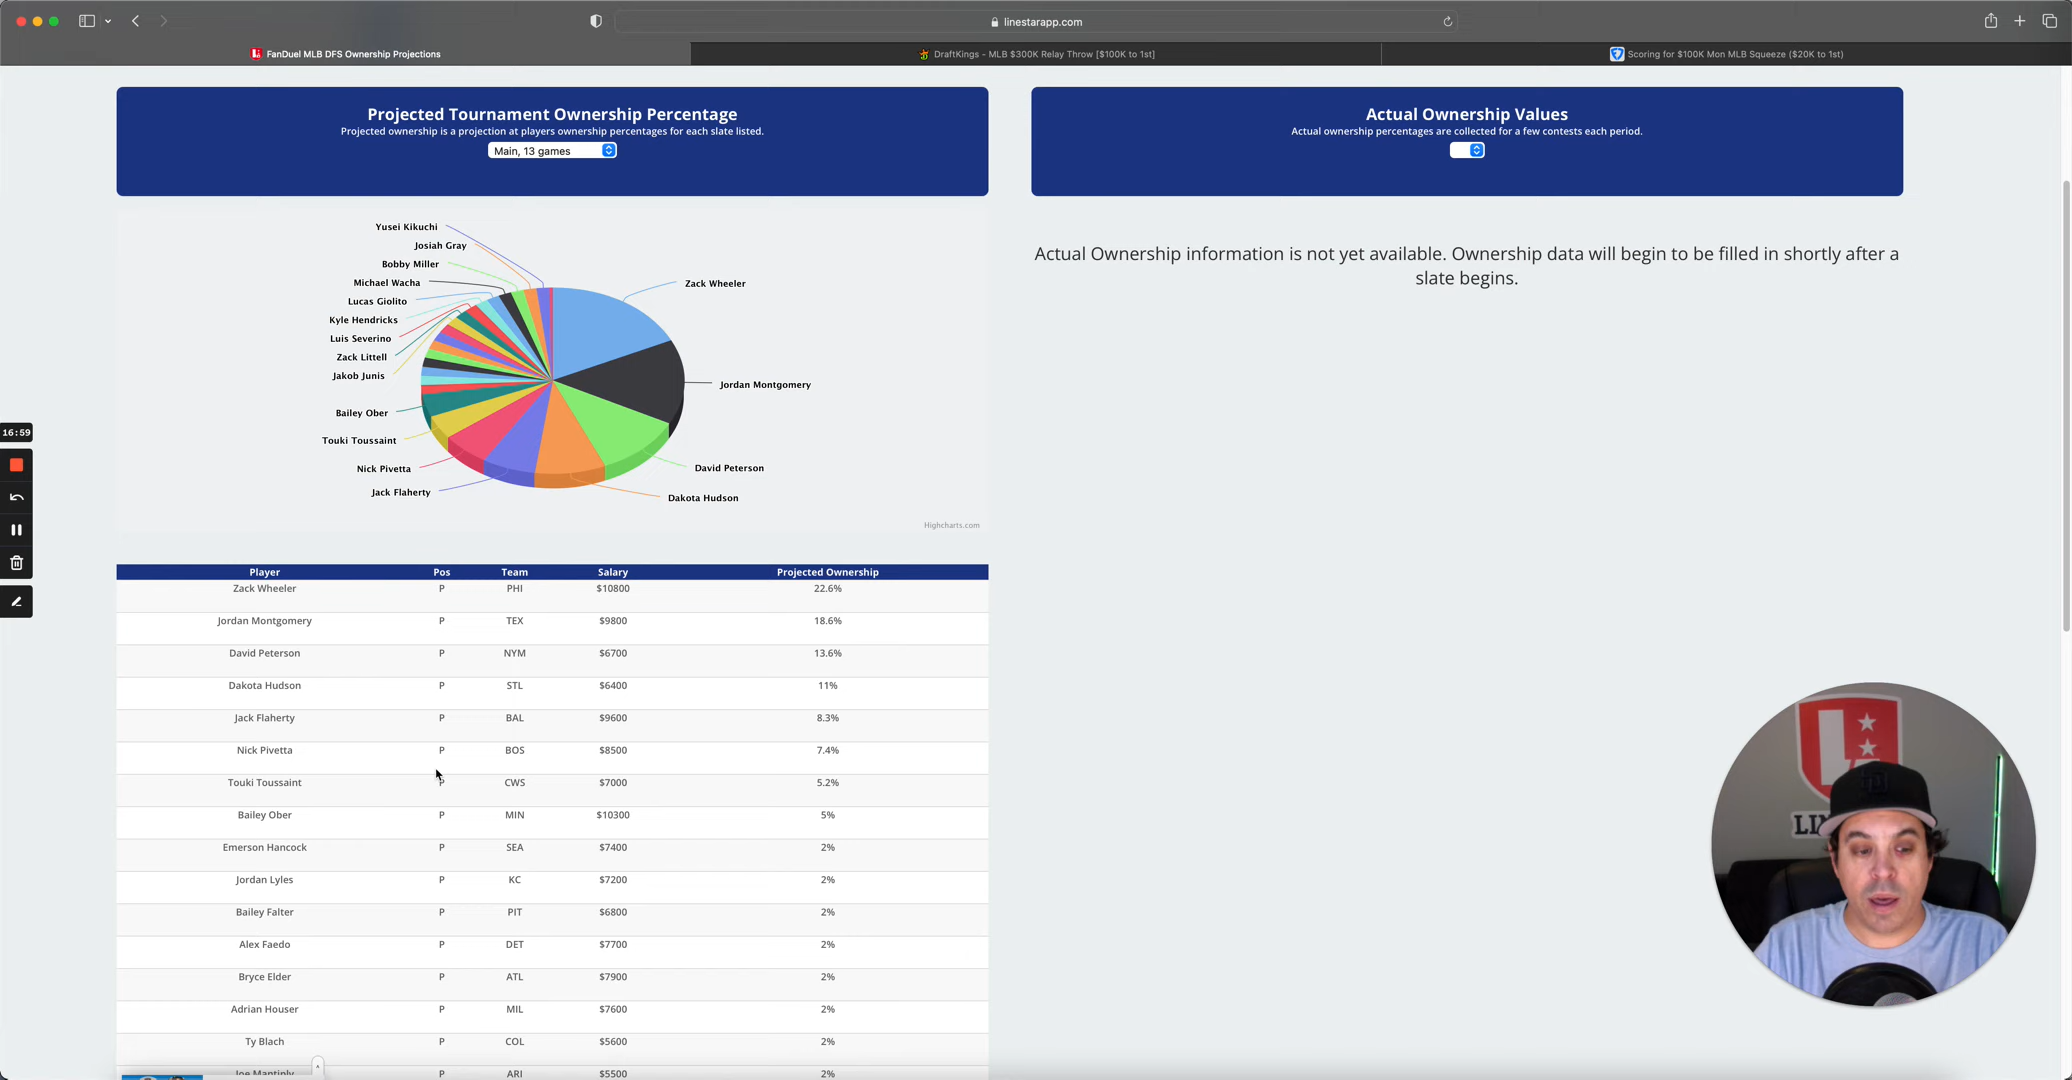 linestarapp.com
FanDuel MLB DFS Ownership Projections
DraftKings - MLB $300K Relay Throw [$100K to 1st]
Scoring for $100K Mon MLB Squeeze ($20K to 1st)
Projected Tournament Ownership Percentage
Projected ownership is a projection at players ownership percentages for each slate listed.
Main, 13 games
Actual Ownership Values
Actual ownership percentages are collected for a few contests each period.
Actual Ownership information is not yet available. Ownership data will begin to be filled in shortly after a
slate begins.
Yusei Kikuchi
Josiah Gray
Bobby Miller
Michael Wacha
Lucas Giolito
Kyle Hendricks
Luis Severino
Zack Littell
Jakob Junis
Bailey Ober
Touki Toussaint
Nick Pivetta
Jack Flaherty
Zack Wheeler
Jordan Montgomery
David Peterson
Dakota Hudson
Highcharts.com
16:59
Player Pos Team Salary Projected Ownership
Zack Wheeler P PHI $10800 22.6%
Jordan Montgomery P TEX $9800 18.6%
David Peterson P NYM $6700 13.6%
Dakota Hudson P STL $6400 11%
Jack Flaherty P BAL $9600 8.3%
Nick Pivetta P BOS $8500 7.4%
Touki Toussaint P CWS $7000 5.2%
Bailey Ober P MIN $10300 5%
Emerson Hancock P SEA $7400 2%
Jordan Lyles P KC $7200 2%
Bailey Falter P PIT $6800 2%
Alex Faedo P DET $7700 2%
Bryce Elder P ATL $7900 2%
Adrian Houser P MIL $7600 2%
Ty Blach P COL $5600 2%
Joe Mantiply P ARI $5500 2%